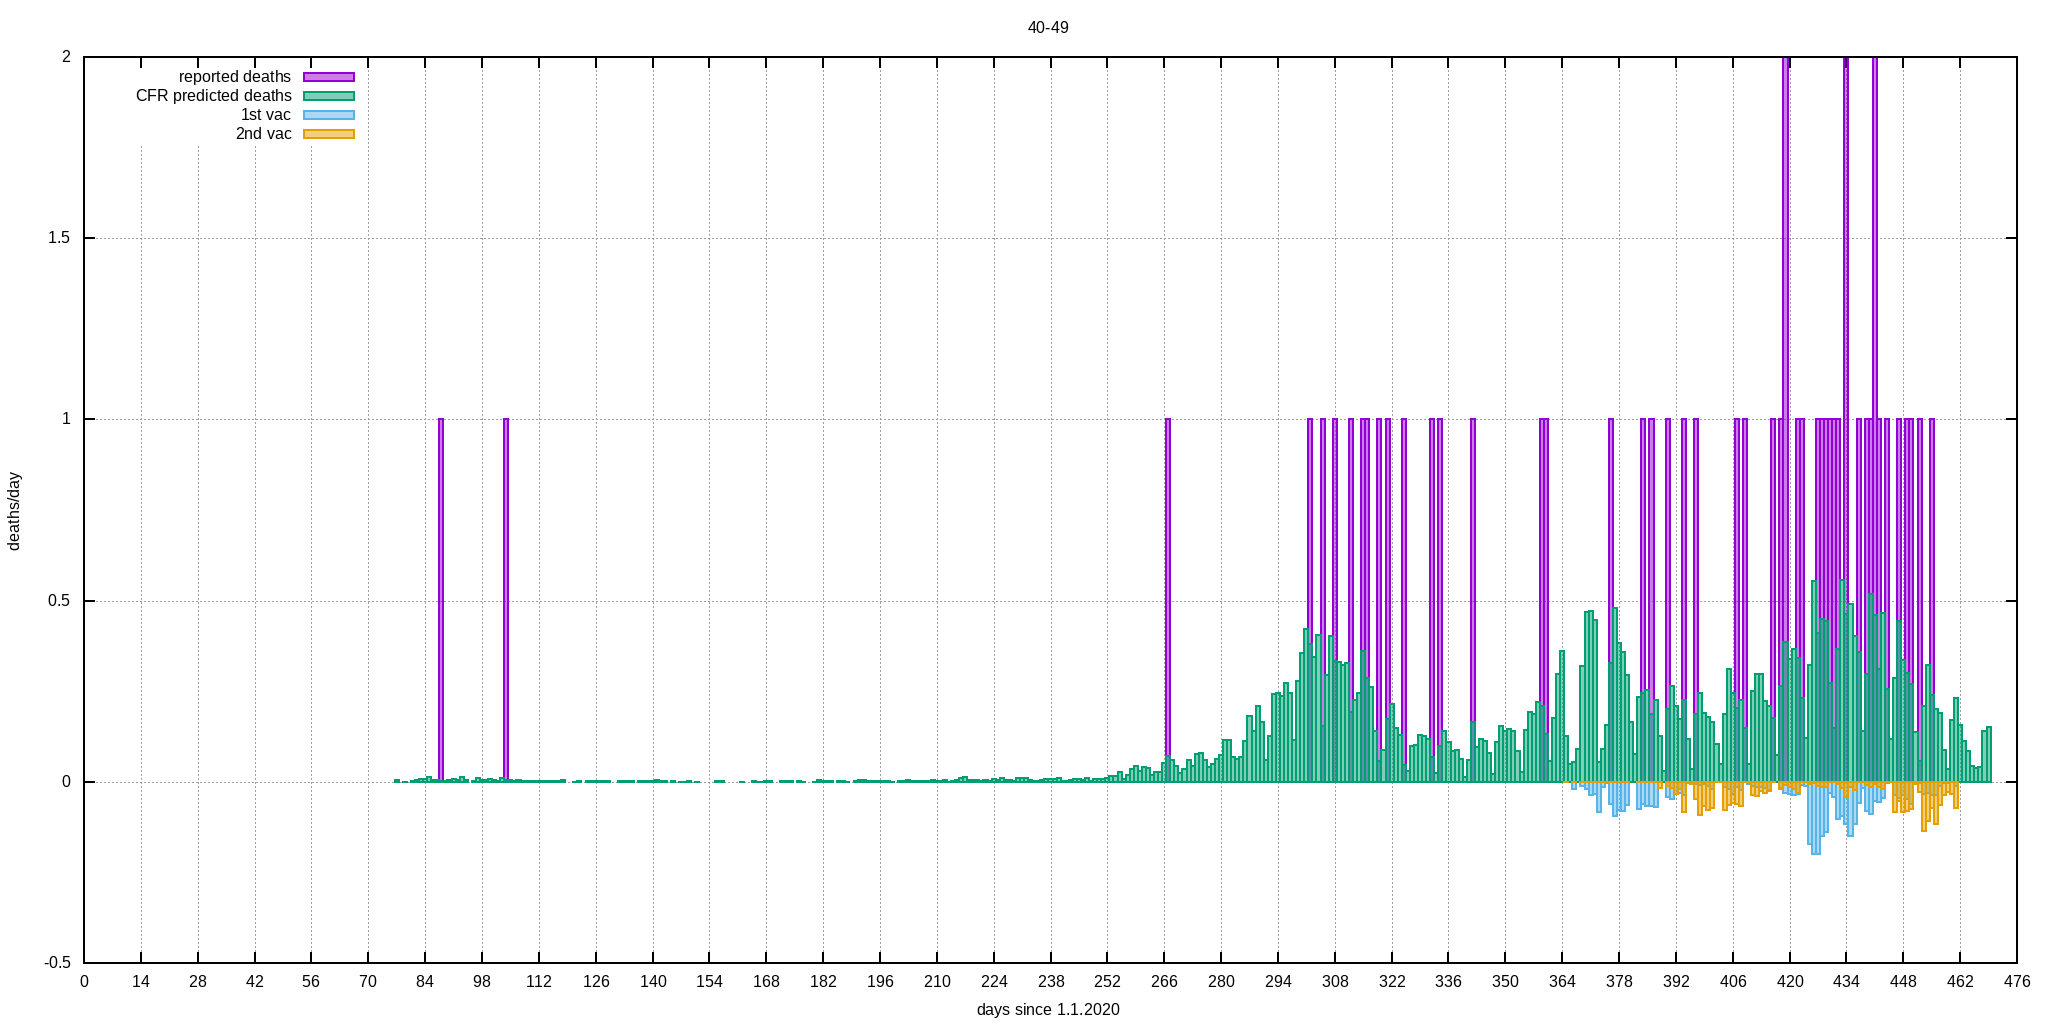 40-49
2
reported deaths
CFR predicted deaths
1st vac
2nd vac
1.5
1
deaths/day
0.5
0
-0.5
0 14 28 42 56 70 84 98 112 126 140 154 168 182 196 210 224 238 252 266 280 294 308 322 336 350 364 378 392 406 420 434 448 462 476
days since 1.1.2020